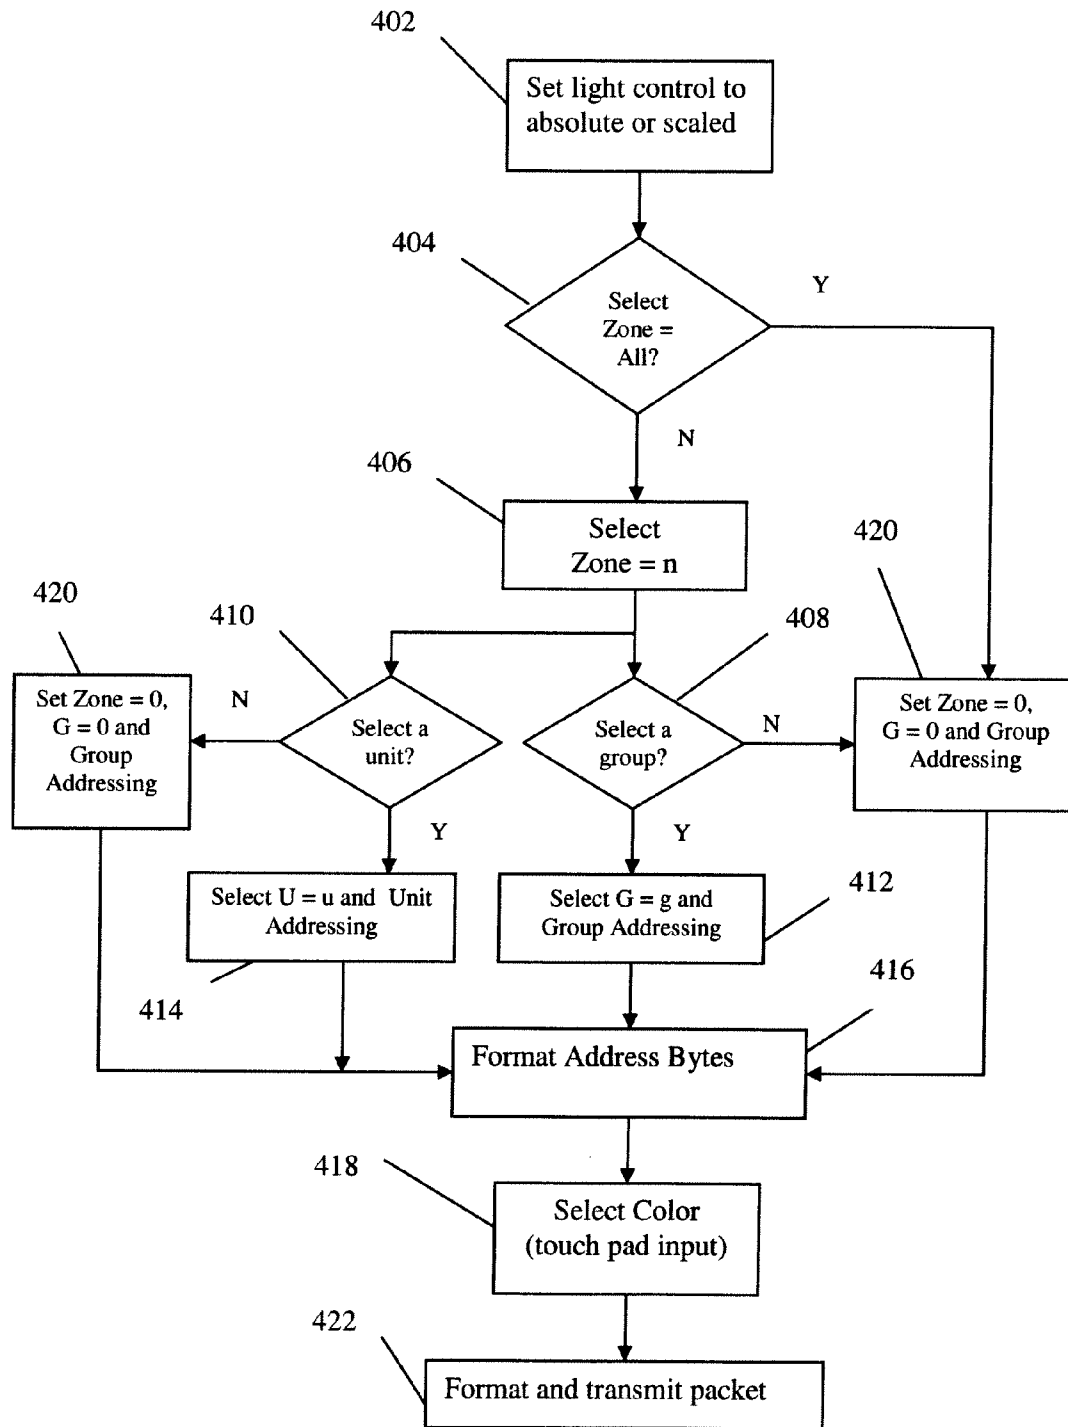 402
Set light control to
absolute or scaled
404
Select
Zone =
All?
Y
N
406
Select
Zone = n
420
420
410
408
Set Zone = 0,
G = 0 and
Group
Addressing
N
Select a
unit?
Select a
group?
N
Set Zone = 0,
G = 0 and Group
Addressing
Y
Y
Select U = u and Unit
Addressing
Select G = g and
Group Addressing
412
414
416
Format Address Bytes
418
Select Color
(touch pad input)
422
Format and transmit packet